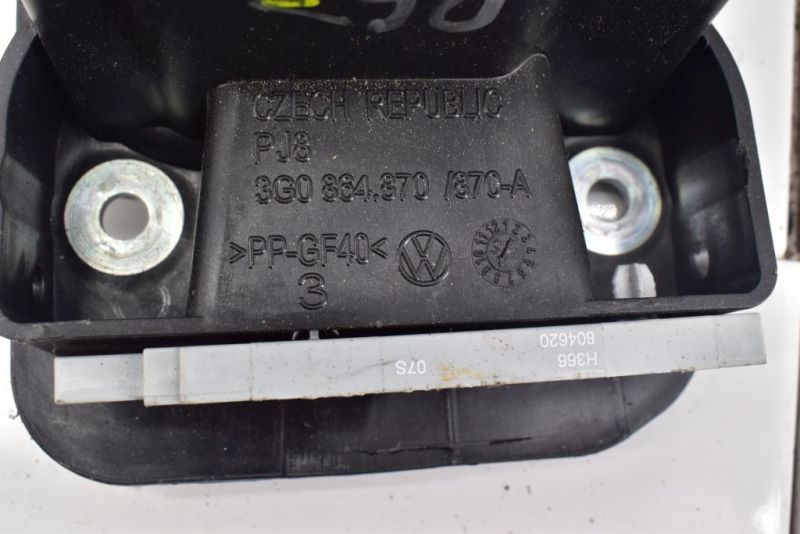 CZECH REPUBLIC
PJ8
3G0 864.870 /870-A
>PP-GF40<
3
07S
H366
804620